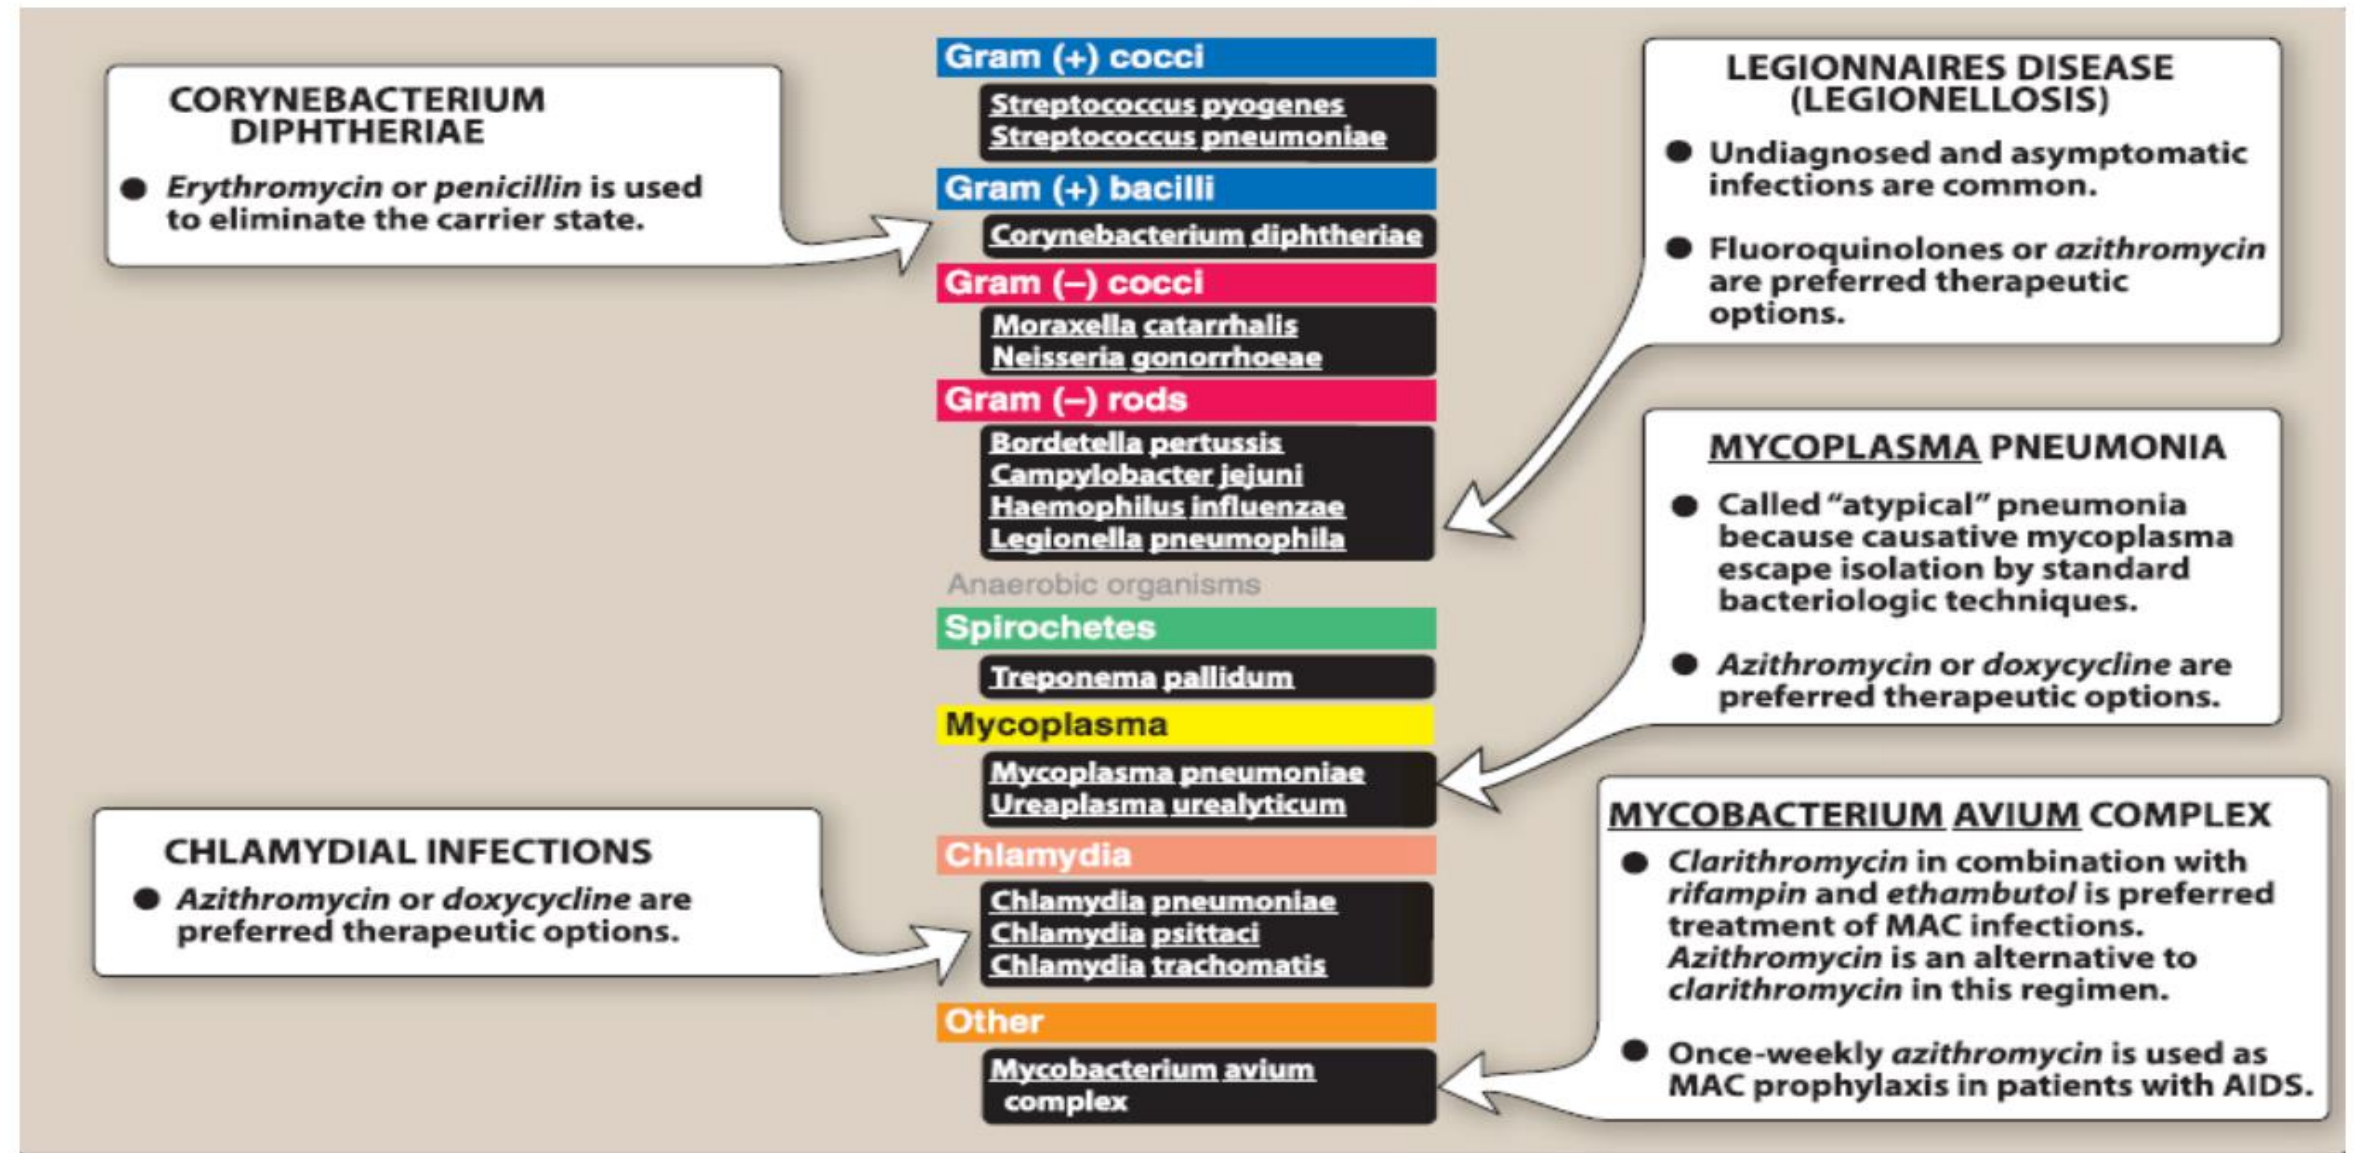 CORYNEBACTERIUM
DIPHTHERIAE
● Erythromycin or penicillin is used
to eliminate the carrier state.
Gram (+) cocci
Streptococcus pyogenes
Streptococcus pneumoniae
Gram (+) bacilli
Corynebacterium diphtheriae
Gram (–) cocci
Moraxella catarrhalis
Neisseria gonorrhoeae
Gram (–) rods
Bordetella pertussis
Campylobacter jejuni
Haemophilus influenzae
Legionella pneumophila
Anaerobic organisms
Spirochetes
Treponema pallidum
Mycoplasma
Mycoplasma pneumoniae
Ureaplasma urealyticum
Chlamydia
Chlamydia pneumoniae
Chlamydia psittaci
Chlamydia trachomatis
Other
Mycobacterium avium
complex
LEGIONNAIRES DISEASE
(LEGIONELLOSIS)
● Undiagnosed and asymptomatic
infections are common.
● Fluoroquinolones or azithromycin
are preferred therapeutic
options.
MYCOPLASMA PNEUMONIA
● Called “atypical” pneumonia
because causative mycoplasma
escape isolation by standard
bacteriologic techniques.
● Azithromycin or doxycycline are
preferred therapeutic options.
CHLAMYDIAL INFECTIONS
● Azithromycin or doxycycline are
preferred therapeutic options.
MYCOBACTERIUM AVIUM COMPLEX
● Clarithromycin in combination with
rifampin and ethambutol is preferred
treatment of MAC infections.
Azithromycin is an alternative to
clarithromycin in this regimen.
● Once-weekly azithromycin is used as
MAC prophylaxis in patients with AIDS.